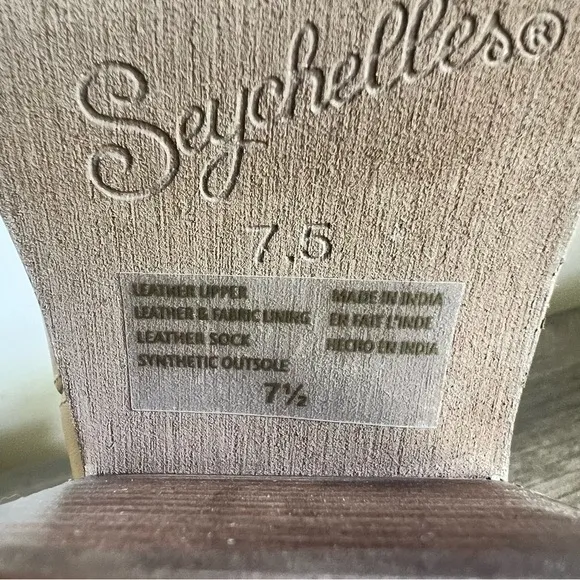 Seychelles®
7.5
LEATHER UPPER
LEATHER & FABRIC LINING
LEATHER SOCK
SYNTHETIC OUTSOLE
7½
MADE IN INDIA
EN FAIT L'INDE
HECHO EN INDIA